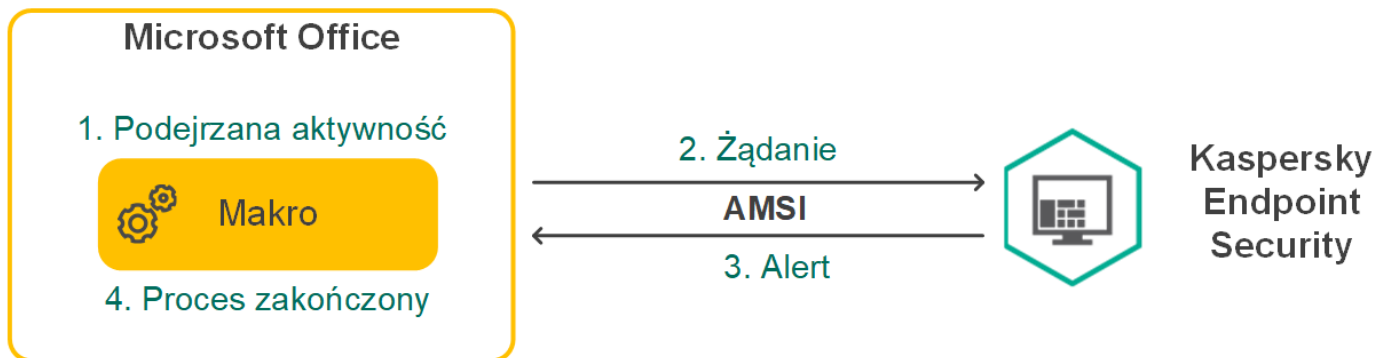 Microsoft Office
1. Podejrzana aktywność
Makro
4. Proces zakończony
2. Żądanie
AMSI
3. Alert
Kaspersky
Endpoint
Security